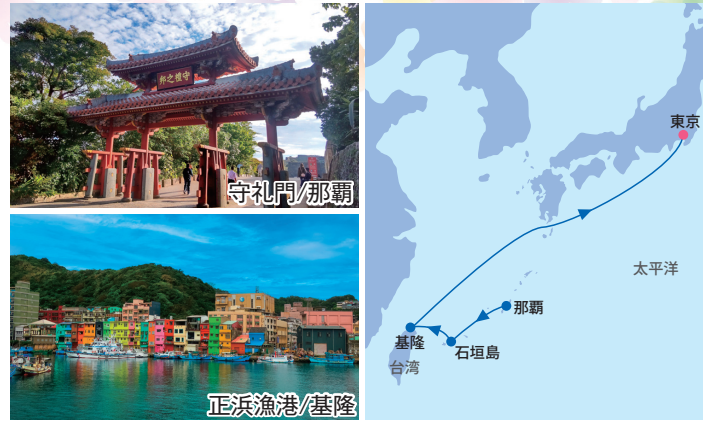 守禮之邦
守礼門/那覇
正浜漁港/基隆
東京
太平洋
那覇
基隆
石垣島
台湾